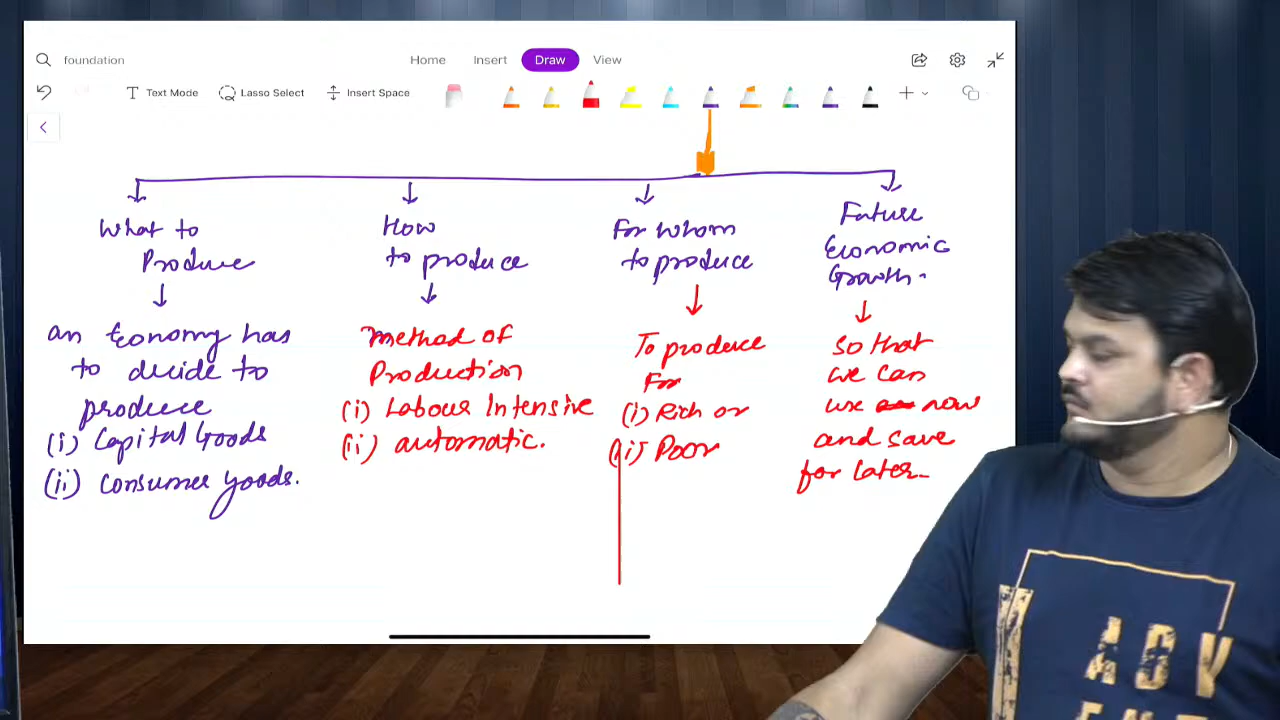 foundation
Home Insert Draw View
Text Mode Lasso Select Insert Space
What to
Produce
an Economy has
to decide to
produce
(i) Capital Goods
(ii) Consumer goods.
How
to produce
method of
Production
(i) Labour Intensive
(ii) automatic.
For whom
to produce
To produce
For
(i) Rich or
(ii) Poor
Future
Economic
Growth.
So that
we can
use now
and save
for later